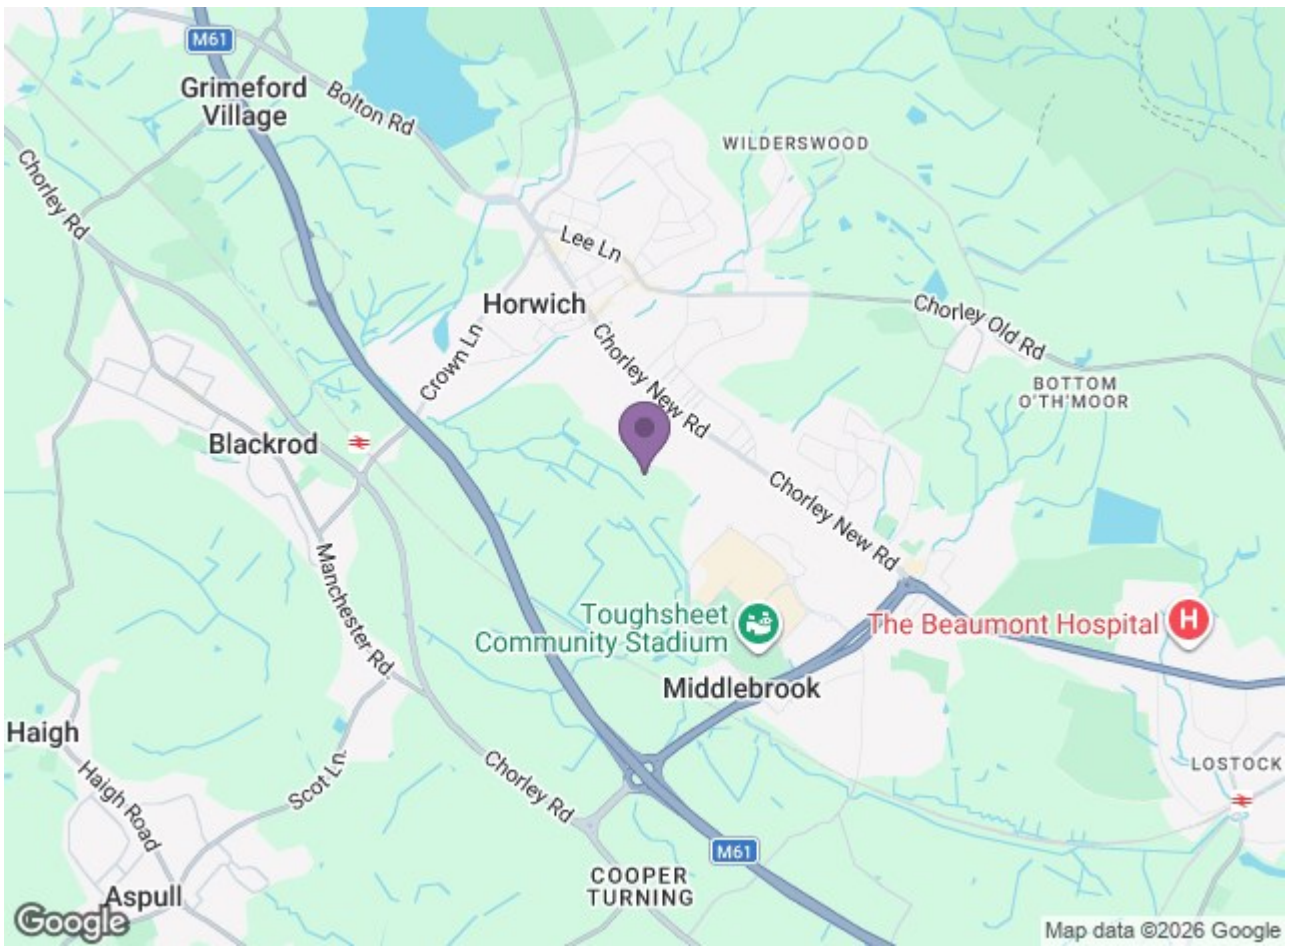 M61
Grimeford
Village
Bolton Rd
Chorley Rd
WILDERSWOOD
Lee Ln
Horwich
Chorley Old Rd
Crown Ln
Chorley New Rd
BOTTOM
O'TH'MOOR
Blackrod
Chorley New Rd
Manchester Rd
Toughsheet
Community Stadium
The Beaumont Hospital
H
Middlebrook
Haigh
Haigh Road
Scot Ln
Chorley Rd
LOSTOCK
M61
COOPER
TURNING
Aspull
Google
Map data ©2026 Google